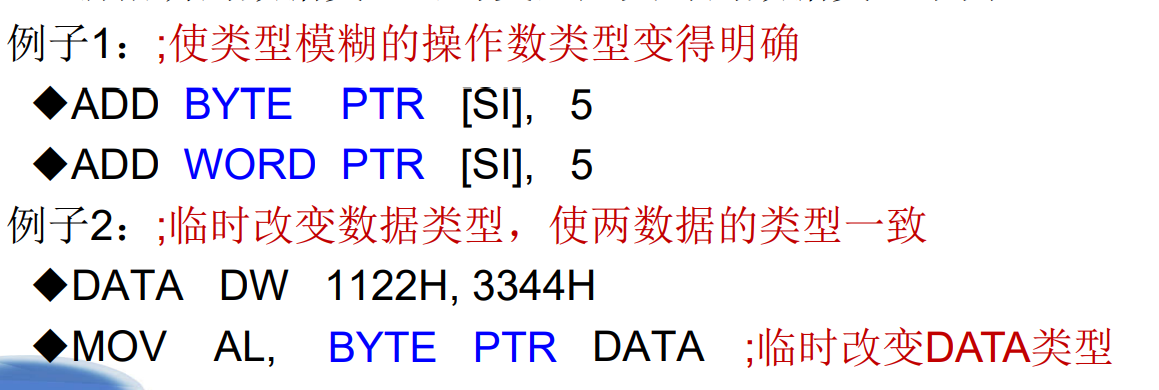 例子1：;使类型模糊的操作数类型变得明确
◆ADD BYTE PTR [SI], 5
◆ADD WORD PTR [SI], 5
例子2：;临时改变数据类型，使两数据的类型一致
◆DATA DW 1122H, 3344H
◆MOV AL, BYTE PTR DATA ;临时改变DATA类型